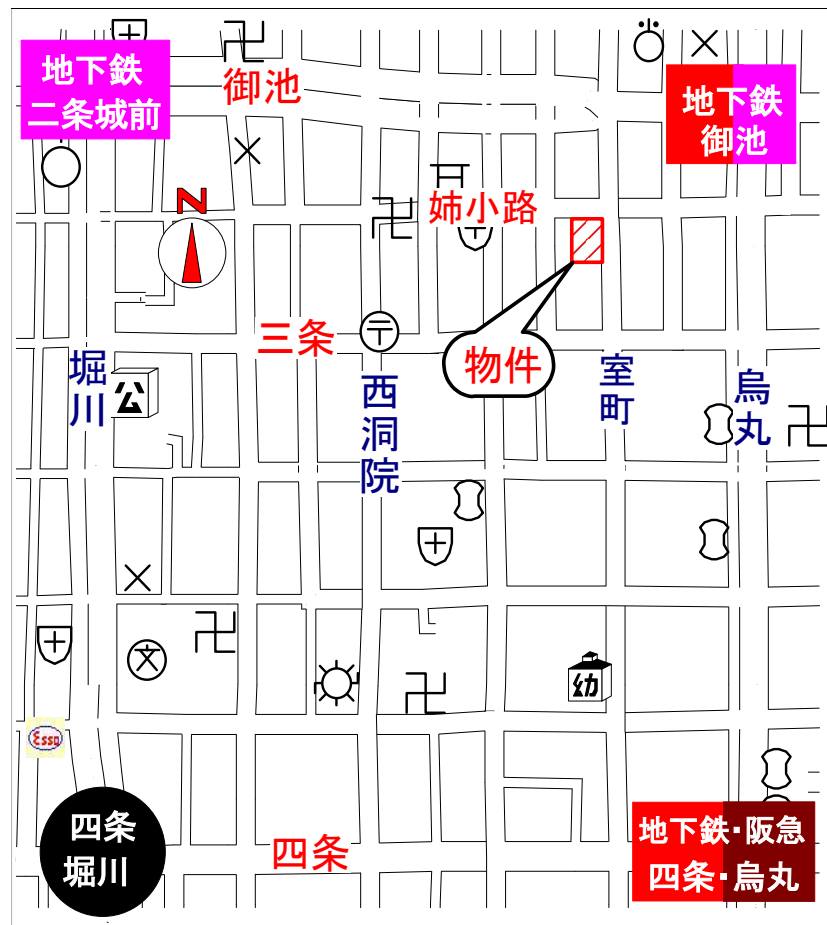 地下鉄
二条城前
御池
地下鉄
御池
N
姉小路
三条
〒
物件
堀川
公
西洞院
室町
烏丸
文
幼
Esso
四条
堀川
四条
地下鉄・阪急
四条・烏丸